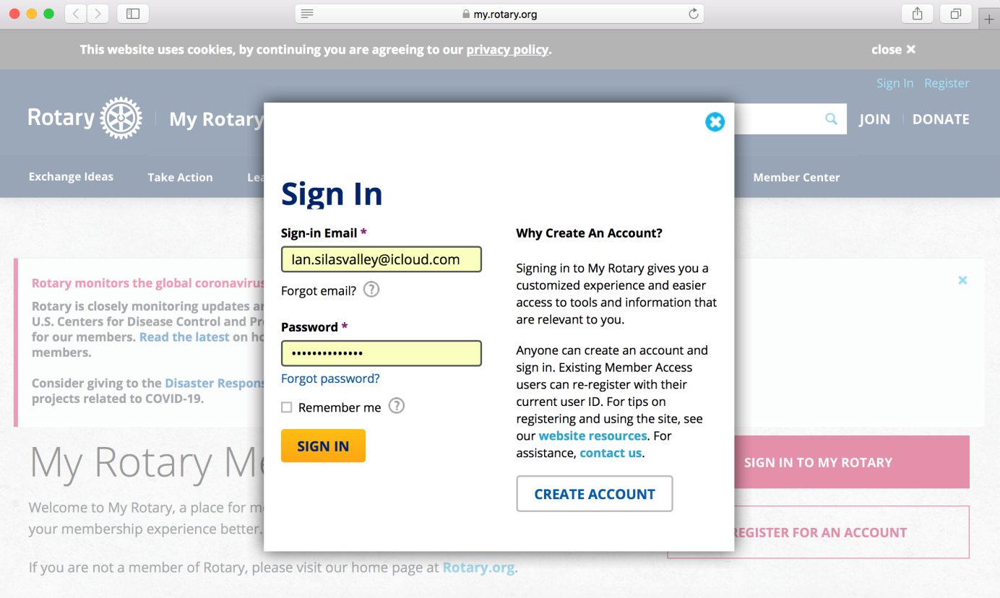 my.rotary.org
This website uses cookies, by continuing you are agreeing to our privacy policy.
close
Sign In Register
Rotary
My Rotary
JOIN
DONATE
Exchange Ideas
Take Action
Member Center
Sign In
Sign-in Email *
Ian.silasvalley@icloud.com
Forgot email? ?
Password *
••••••••••••••
Forgot password?
Remember me ?
SIGN IN
Why Create An Account?
Signing in to My Rotary gives you a
customized experience and easier
access to tools and information that
are relevant to you.
Anyone can create an account and
sign in. Existing Member Access
users can re-register with their
current user ID. For tips on
registering and using the site, see
our website resources. For
assistance, contact us.
CREATE ACCOUNT
Rotary monitors the global coronavirus
Rotary is closely monitoring updates
U.S. Centers for Disease Control and
for our members. Read the latest on
members.
Consider giving to the Disaster
projects related to COVID-19.
My Rotary
Welcome to My Rotary, a place for
your membership experience better.
If you are not a member of Rotary, please visit our home page at Rotary.org.
SIGN IN TO MY ROTARY
FOR AN ACCOUNT